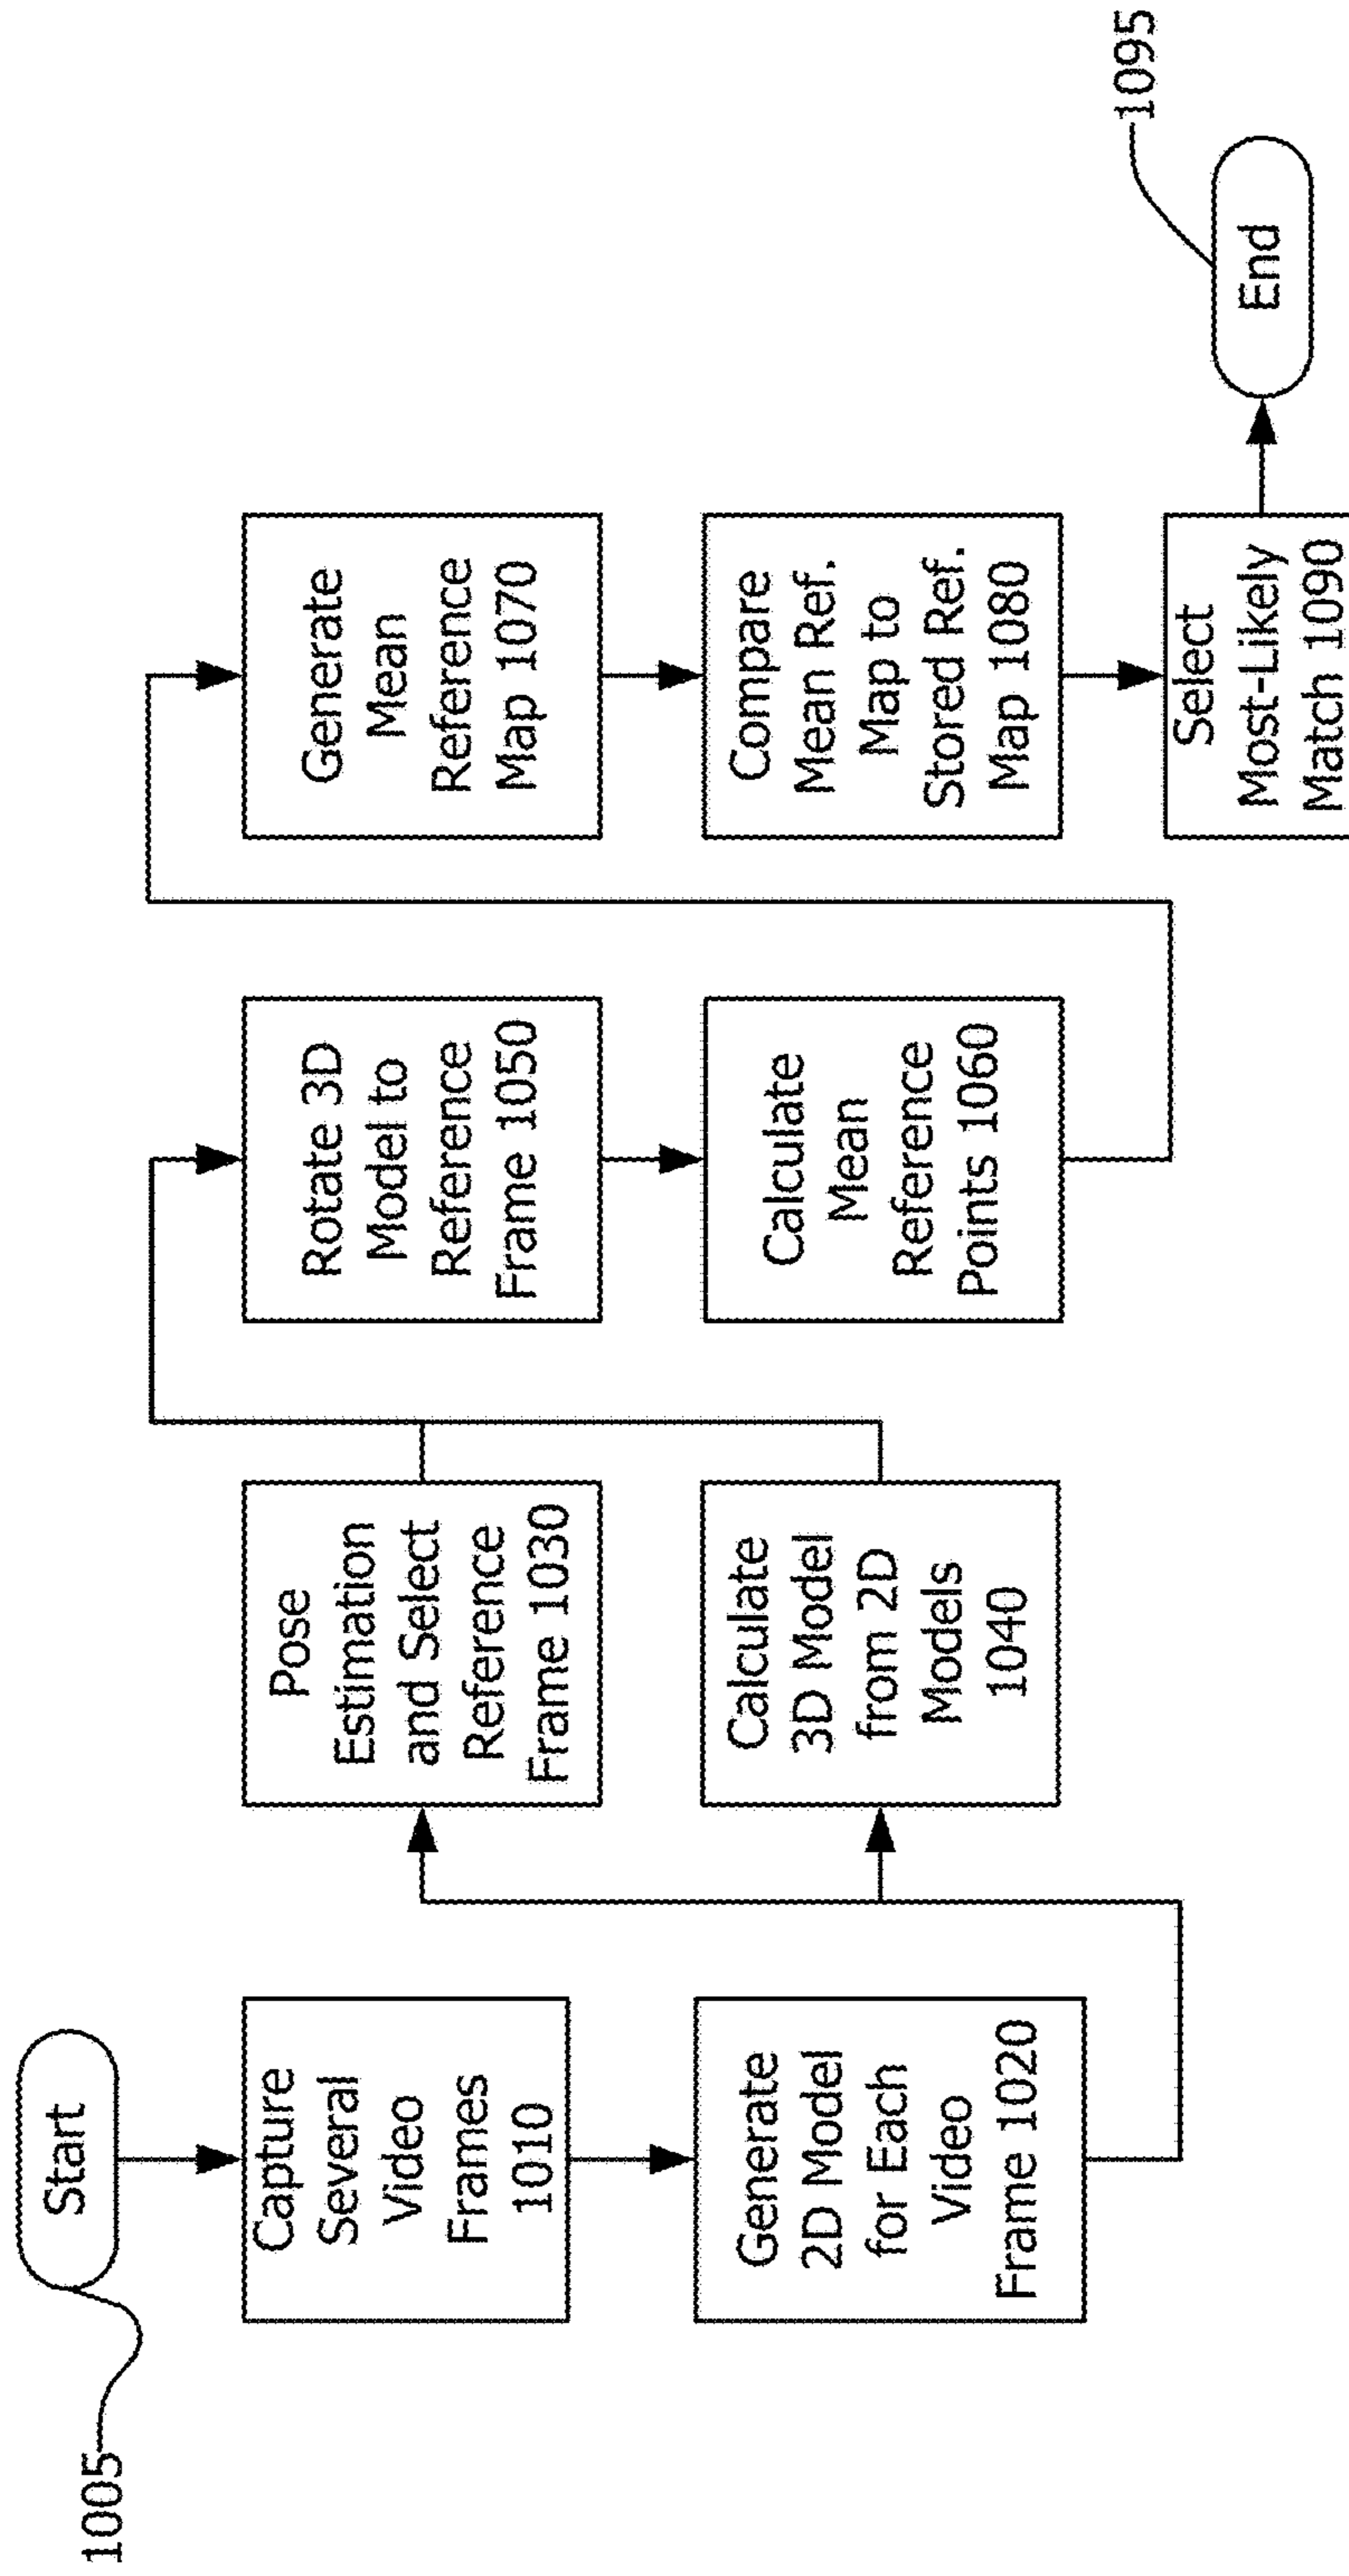 1005
Start
Capture
Several
Video
Frames
1010
Generate
2D Model
for Each
Video
Frame 1020
Pose
Estimation
and Select
Reference
Frame 1030
Calculate
3D Model
from 2D
Models
1040
Rotate 3D
Model to
Reference
Frame 1050
Calculate
Mean
Reference
Points 1060
Generate
Mean
Reference
Map 1070
Compare
Mean Ref.
Map to
Stored Ref.
Map 1080
Select
Most-Likely
Match 1090
End
1095